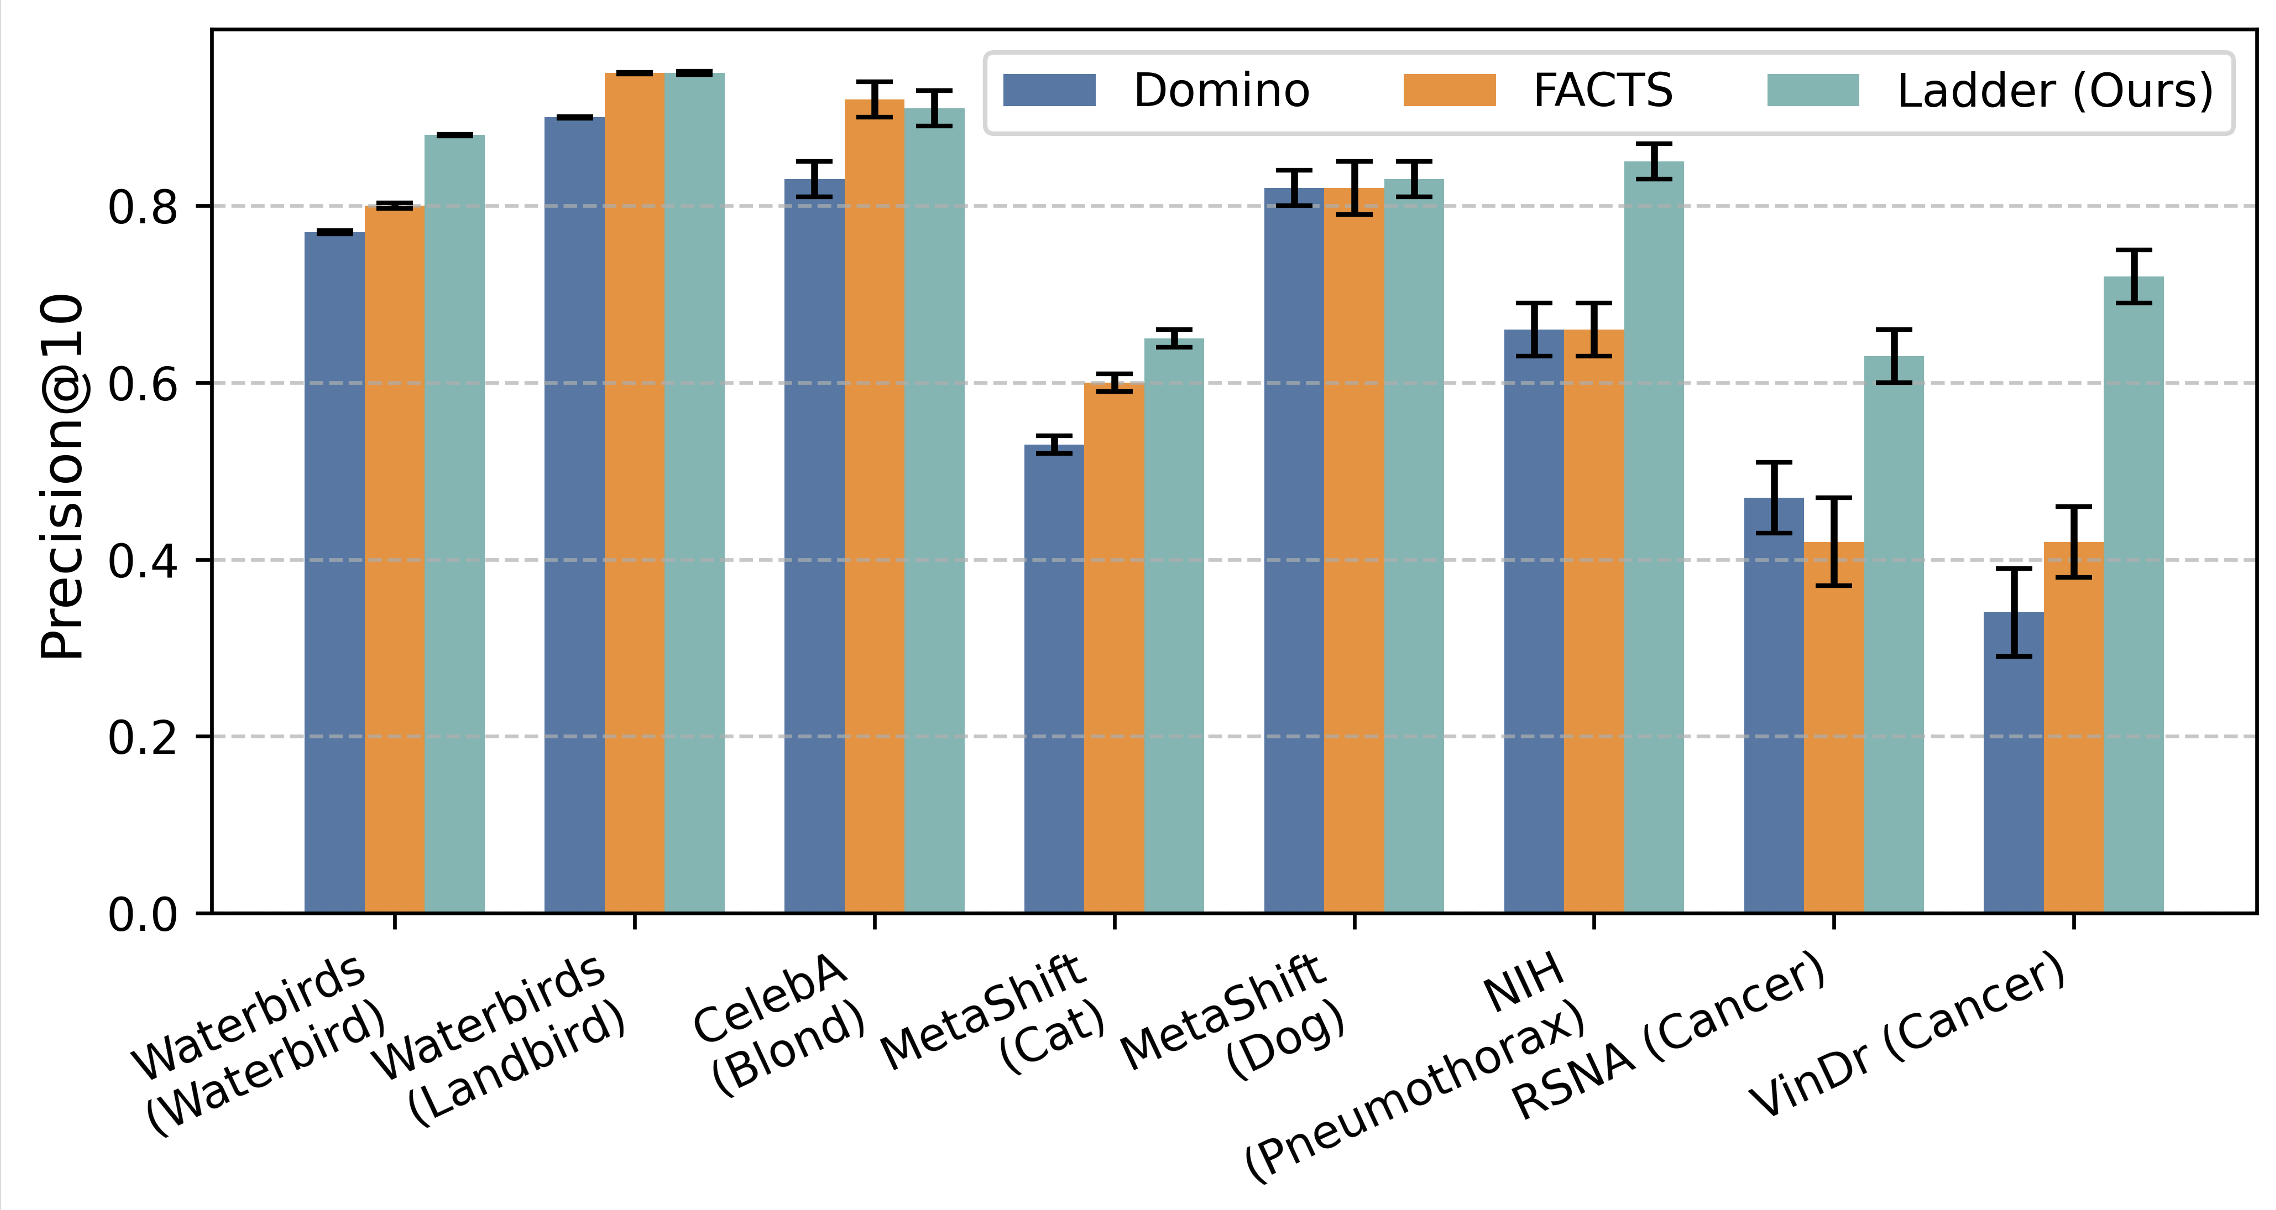 Domino FACTS Ladder (Ours)
Precision@10
0.8
0.6
0.4
0.2
0.0
Waterbirds
(Waterbird)
Waterbirds
(Landbird)
CelebA
(Blond)
MetaShift
(Cat)
MetaShift
(Dog)
NIH
(Pneumothorax)
RSNA (Cancer)
VinDr (Cancer)